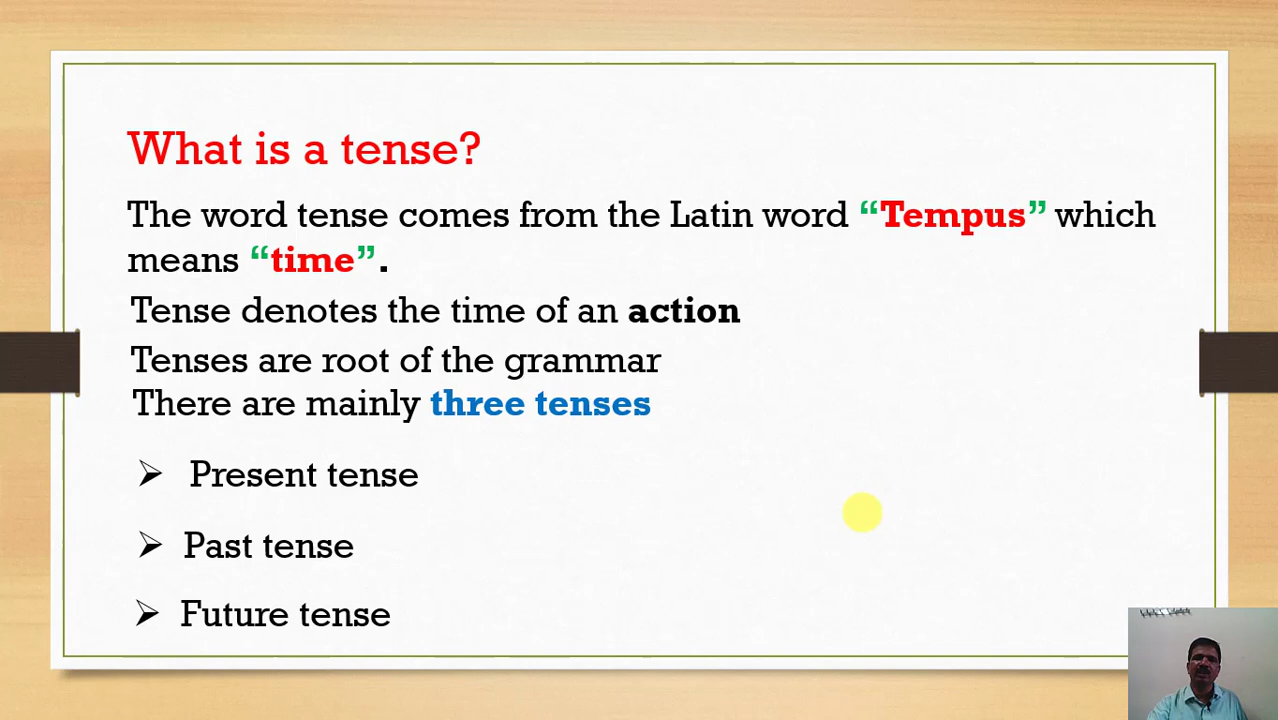 What is a tense?
The word tense comes from the Latin word “Tempus” which
means “time”.
Tense denotes the time of an action
Tenses are root of the grammar
There are mainly three tenses
➢ Present tense
➢ Past tense
➢ Future tense